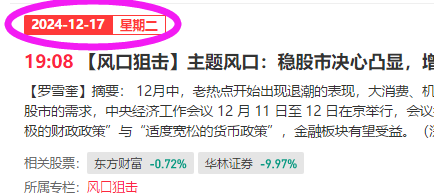 2024-12-17 星期二
19:08 【风口狙击】主题风口：稳股市决心凸显，增
【罗雪奎】摘要： 12月中，老热点开始出现退潮的表现，大消费、机
股市的需求，中央经济工作会议 12 月 11 日至 12 日在京举行，会议
极的财政政策”与“适度宽松的货币政策”，金融板块有望受益。（
相关股票： 东方财富 -0.72% 华林证券 -9.97%
所属专栏：风口狙击